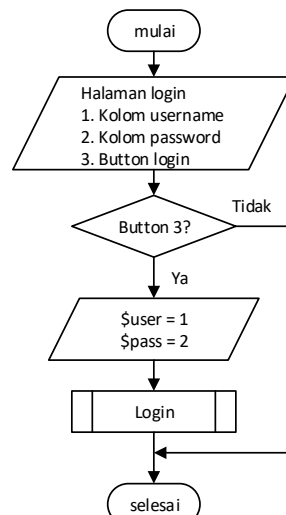 mulai
Halaman login
1. Kolom username
2. Kolom password
3. Button login
Button 3?
Tidak
Ya
$user = 1
$pass = 2
Login
selesai